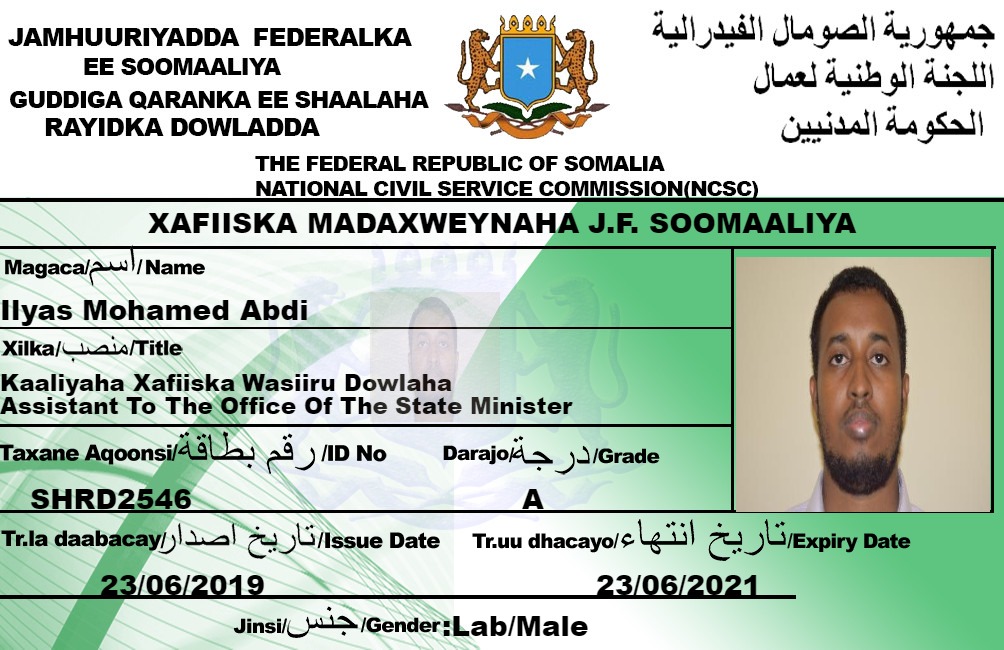 JAMHUURIYADDA FEDERALKA
EE SOOMAALIYA
GUDDIGA QARANKA EE SHAALAHA
RAYIDKA DOWLADDA
جمهورية الصومال الفيدرالية
اللجنة الوطنية لعمال
الحكومة المدنيين
THE FEDERAL REPUBLIC OF SOMALIA
NATIONAL CIVIL SERVICE COMMISSION(NCSC)
XAFIISKA MADAXWEYNAHA J.F. SOOMAALIYA
Magaca/اسم/Name
Ilyas Mohamed Abdi
Xilka/منصب/Title
Kaaliyaha Xafiiska Wasiiru Dowlaha
Assistant To The Office Of The State Minister
Taxane Aqoonsi/رقم بطاقة/ID No Darajo/درجة/Grade
SHRD2546 A
Tr.la daabacay/تاريخ اصدار/Issue Date Tr.uu dhacayo/تاريخ انتهاء/Expiry Date
23/06/2019 23/06/2021
Jinsi/جنس/Gender:Lab/Male